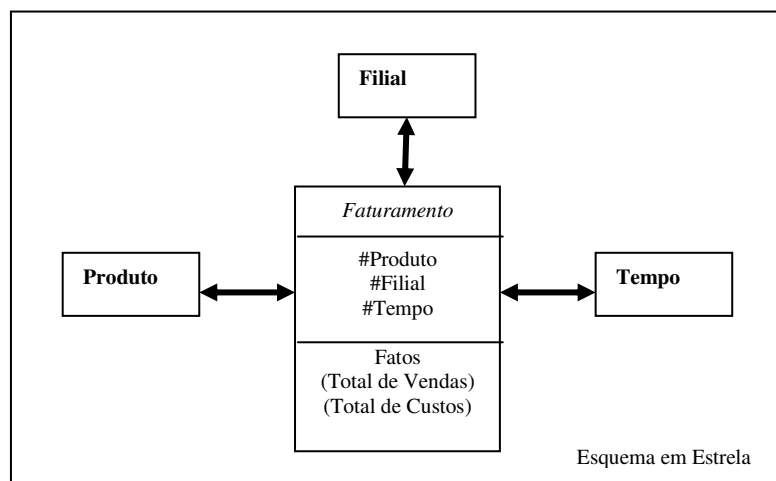 Filial
Faturamento
Produto
#Produto
#Filial
#Tempo
Tempo
Fatos
(Total de Vendas)
(Total de Custos)
Esquema em Estrela